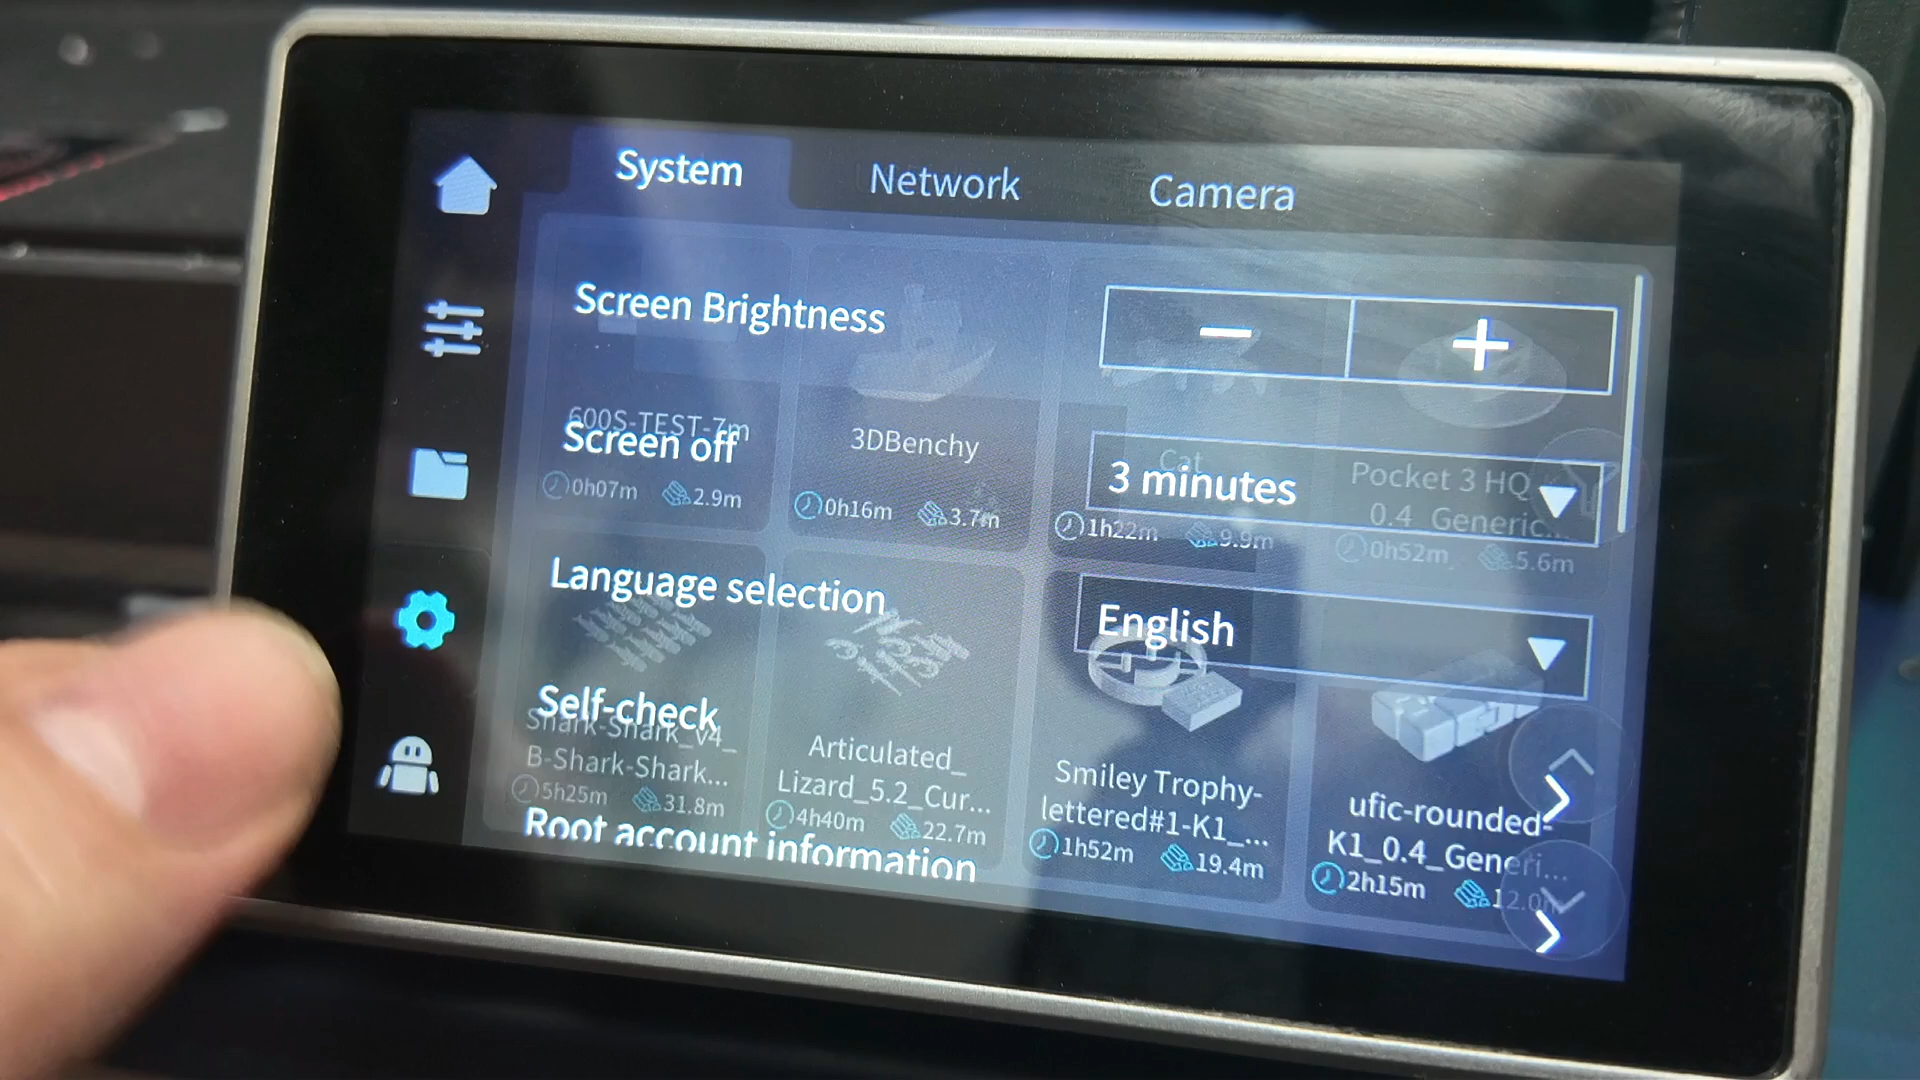 System
Network
Camera
Screen Brightness
600S-TEST-7m
Screen off
3DBenchy
Cat
3 minutes
Pocket 3 HQ
0.4_Generic...
0h07m
2.9m
0h16m
3.7m
1h22m
9.9m
0h52m
5.6m
Language selection
English
Self-check
Shark-Shark_v4_
B-Shark-Shark...
5h25m
31.8m
Articulated_
Lizard_5.2_Cur...
4h40m
22.7m
Smiley Trophy-
lettered#1-K1_...
1h52m
19.4m
ufic-rounded-
K1_0.4_Generi...
2h15m
12.0m
Root account information